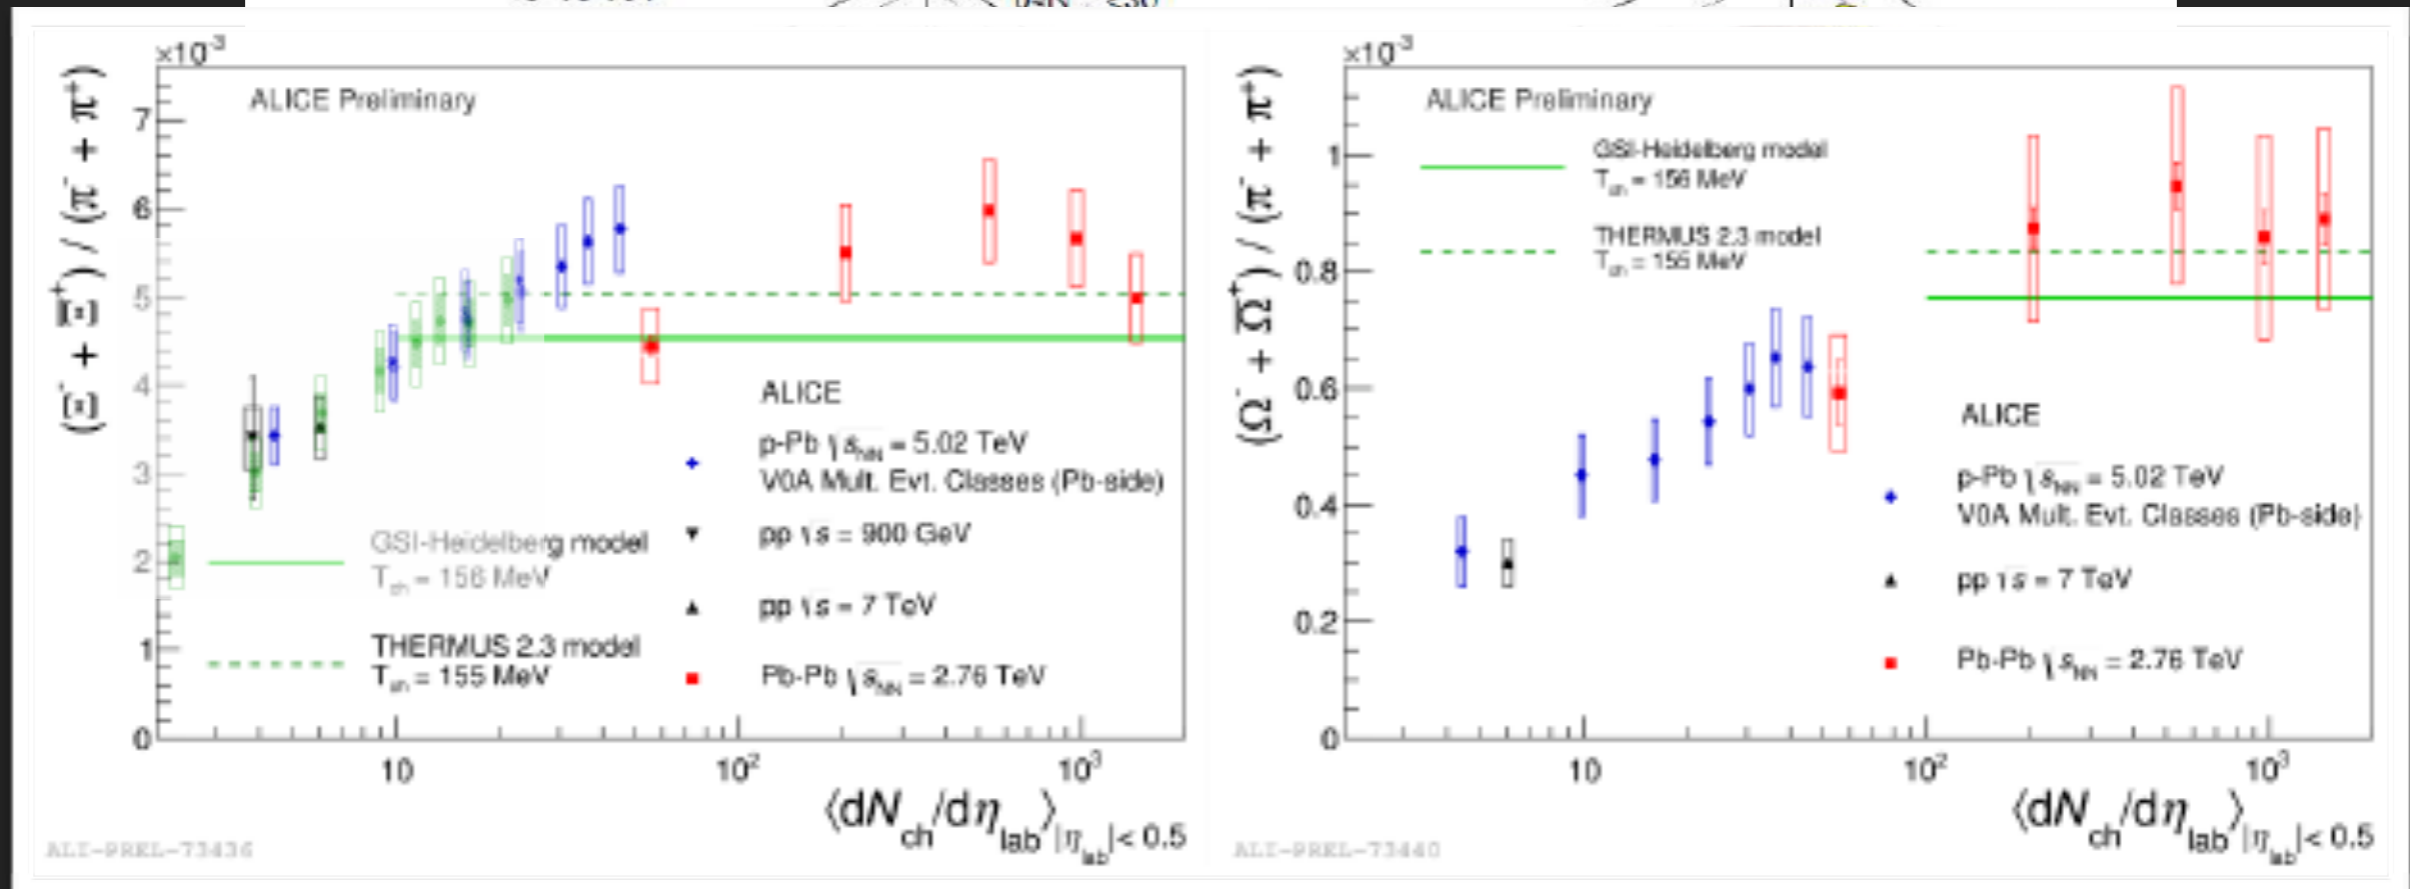 ×10⁻³
(Ξ⁻ + Ξ̅⁺) / (π⁻ + π⁺)
ALICE Preliminary
7
6
5
4
3
2
1
0
ALICE
p-Pb √sNN = 5.02 TeV
V0A Mult. Evt. Classes (Pb-side)
pp √s = 900 GeV
pp √s = 7 TeV
Pb-Pb √sNN = 2.76 TeV
GSI-Heidelberg model
Tch = 156 MeV
THERMUS 2.3 model
Tch = 155 MeV
10
10²
10³
⟨dNch/dηlab⟩|ηlab|< 0.5
ALI-PREL-73436
×10⁻³
(Ω⁻ + Ω̅⁺) / (π⁻ + π⁺)
ALICE Preliminary
GSI-Heidelberg model
Tch = 156 MeV
THERMUS 2.3 model
Tch = 155 MeV
1
0.8
0.6
0.4
0.2
0
ALICE
p-Pb √sNN = 5.02 TeV
V0A Mult. Evt. Classes (Pb-side)
pp √s = 7 TeV
Pb-Pb √sNN = 2.76 TeV
10
10²
10³
⟨dNch/dηlab⟩|ηlab|< 0.5
ALI-PREL-73440